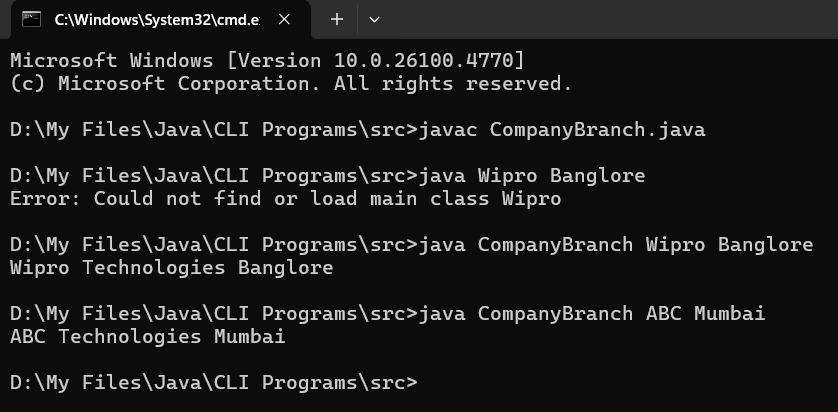 C:\Windows\System32\cmd.e
Microsoft Windows [Version 10.0.26100.4770]
(c) Microsoft Corporation. All rights reserved.
D:\My Files\Java\CLI Programs\src>javac CompanyBranch.java
D:\My Files\Java\CLI Programs\src>java Wipro Banglore
Error: Could not find or load main class Wipro
D:\My Files\Java\CLI Programs\src>java CompanyBranch Wipro Banglore
Wipro Technologies Banglore
D:\My Files\Java\CLI Programs\src>java CompanyBranch ABC Mumbai
ABC Technologies Mumbai
D:\My Files\Java\CLI Programs\src>